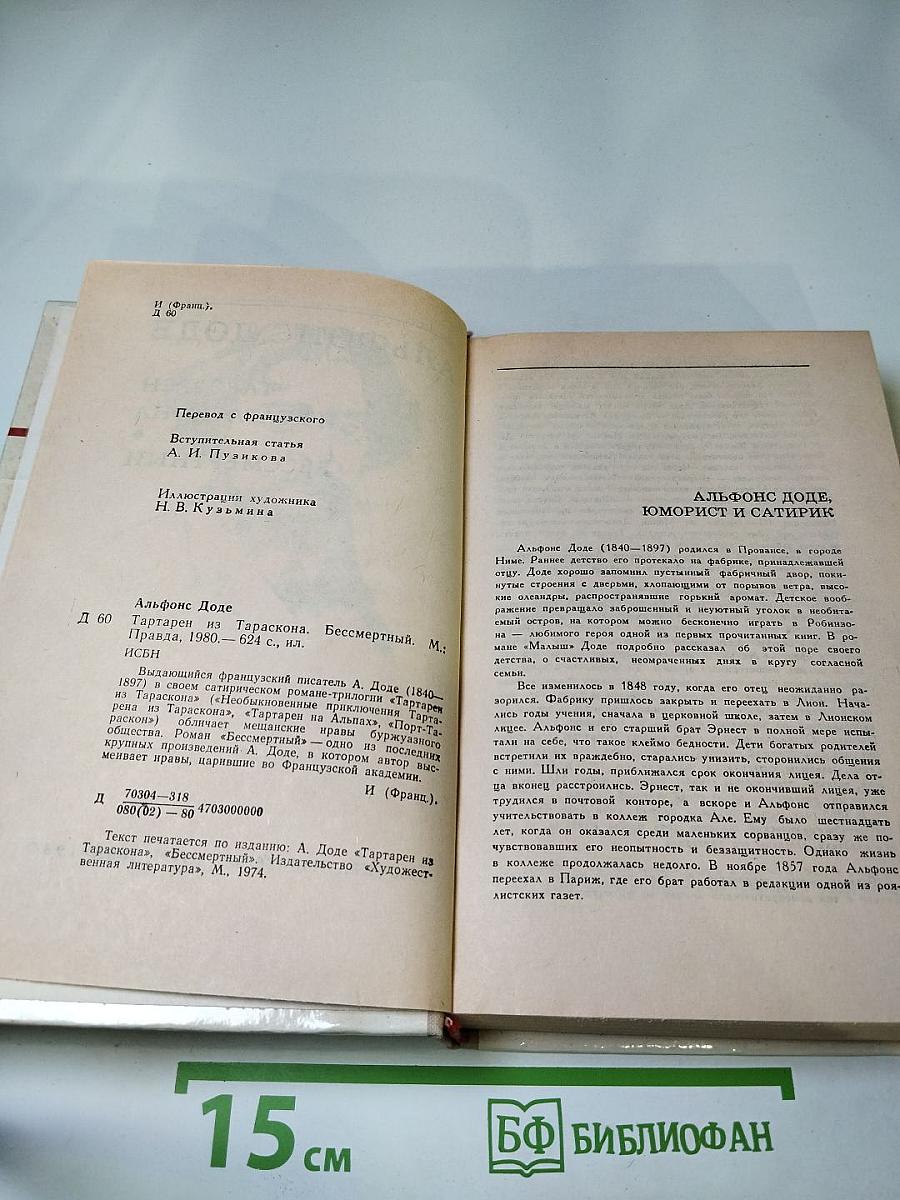 И (Франц.).
Д 60
Перевод с французского
Вступительная статья
А. И. Пузикова
Иллюстрации художника
Н. В. Кузьмина
Альфонс Доде
Д 60 Тартарен из Тараскона. Бессмертный. М.:
Правда, 1980.— 624 с., ил.
ИСБН
Выдающийся французский писатель А. Доде (1840—
1897) в своем сатирическом романе-трилогии «Тартарен
из Тараскона» («Необыкновенные приключения Тарта-
рена из Тараскона», «Тартарен на Альпах», «Порт-Та-
раскон») обличает мещанские нравы буржуазного
общества. Роман «Бессмертный» — одно из последних
крупных произведений А. Доде, в котором автор выс-
меивает нравы, царившие во Французской академии.
И (Франц.).
Д 70304—318
080(02) — 80 4703000000
Текст печатается по изданию: А. Доде «Тартарен из
Тараскона», «Бессмертный». Издательство «Художест-
венная литература», М., 1974.
АЛЬФОНС ДОДЕ,
ЮМОРИСТ И САТИРИК
Альфонс Доде (1840—1897) родился в Провансе, в городе
Ниме. Раннее детство его протекало на фабрике, принадлежавшей
отцу. Доде хорошо запомнил пустынный фабричный двор, поки-
нутые строения с дверьми, хлопающими от порывов ветра, высо-
кие олеандры, распространявшие горький аромат. Детское вооб-
ражение превращало заброшенный и неуютный уголок в необита-
емый остров, на котором можно бесконечно играть в Робинзо-
на — любимого героя одной из первых прочитанных книг. В ро-
мане «Малыш» Доде подробно рассказал об этой поре своего
детства, о счастливых, неомраченных днях в кругу согласной
семьи.
Все изменилось в 1848 году, когда его отец неожиданно ра-
зорился. Фабрику пришлось закрыть и переехать в Лион. Нача-
лись годы учения, сначала в церковной школе, затем в Лионском
лицее. Альфонс и его старший брат Эрнест в полной мере испы-
тали на себе, что такое клеймо бедности. Дети богатых родителей
встретили их враждебно, старались унизить, сторонились общения
с ними. Шли годы, приближался срок окончания лицея. Дела от-
ца вконец расстроились. Эрнест, так и не окончивший лицея, уже
трудился в почтовой конторе, а вскоре и Альфонс отправился
учительствовать в коллеж городка Але. Ему было шестнадцать
лет, когда он оказался среди маленьких сорванцов, сразу же по-
чувствовавших его неопытность и беззащитность. Однако жизнь
в коллеже продолжалась недолго. В ноябре 1857 года Альфонс
переехал в Париж, где его брат работал в редакции одной из роя-
листских газет.
15 см
БФ БИБЛИОФАН